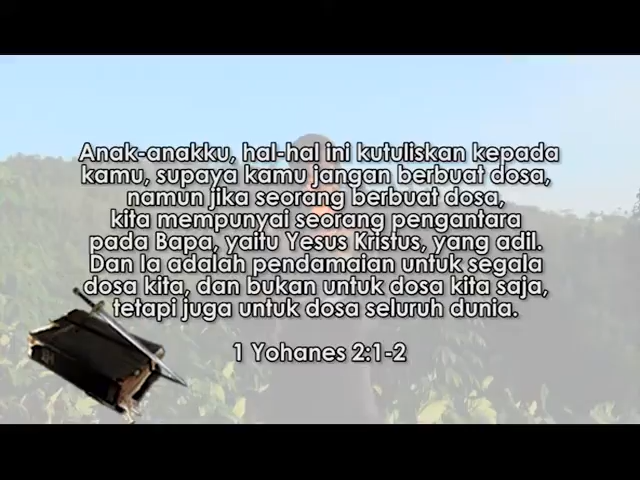 Anak-anakku, hal-hal ini kutuliskan kepada
kamu, supaya kamu jangan berbuat dosa,
namun jika seorang berbuat dosa,
kita mempunyai seorang pengantara
pada Bapa, yaitu Yesus Kristus, yang adil.
Dan Ia adalah pendamaian untuk segala
dosa kita, dan bukan untuk dosa kita saja,
tetapi juga untuk dosa seluruh dunia.
1 Yohanes 2:1-2